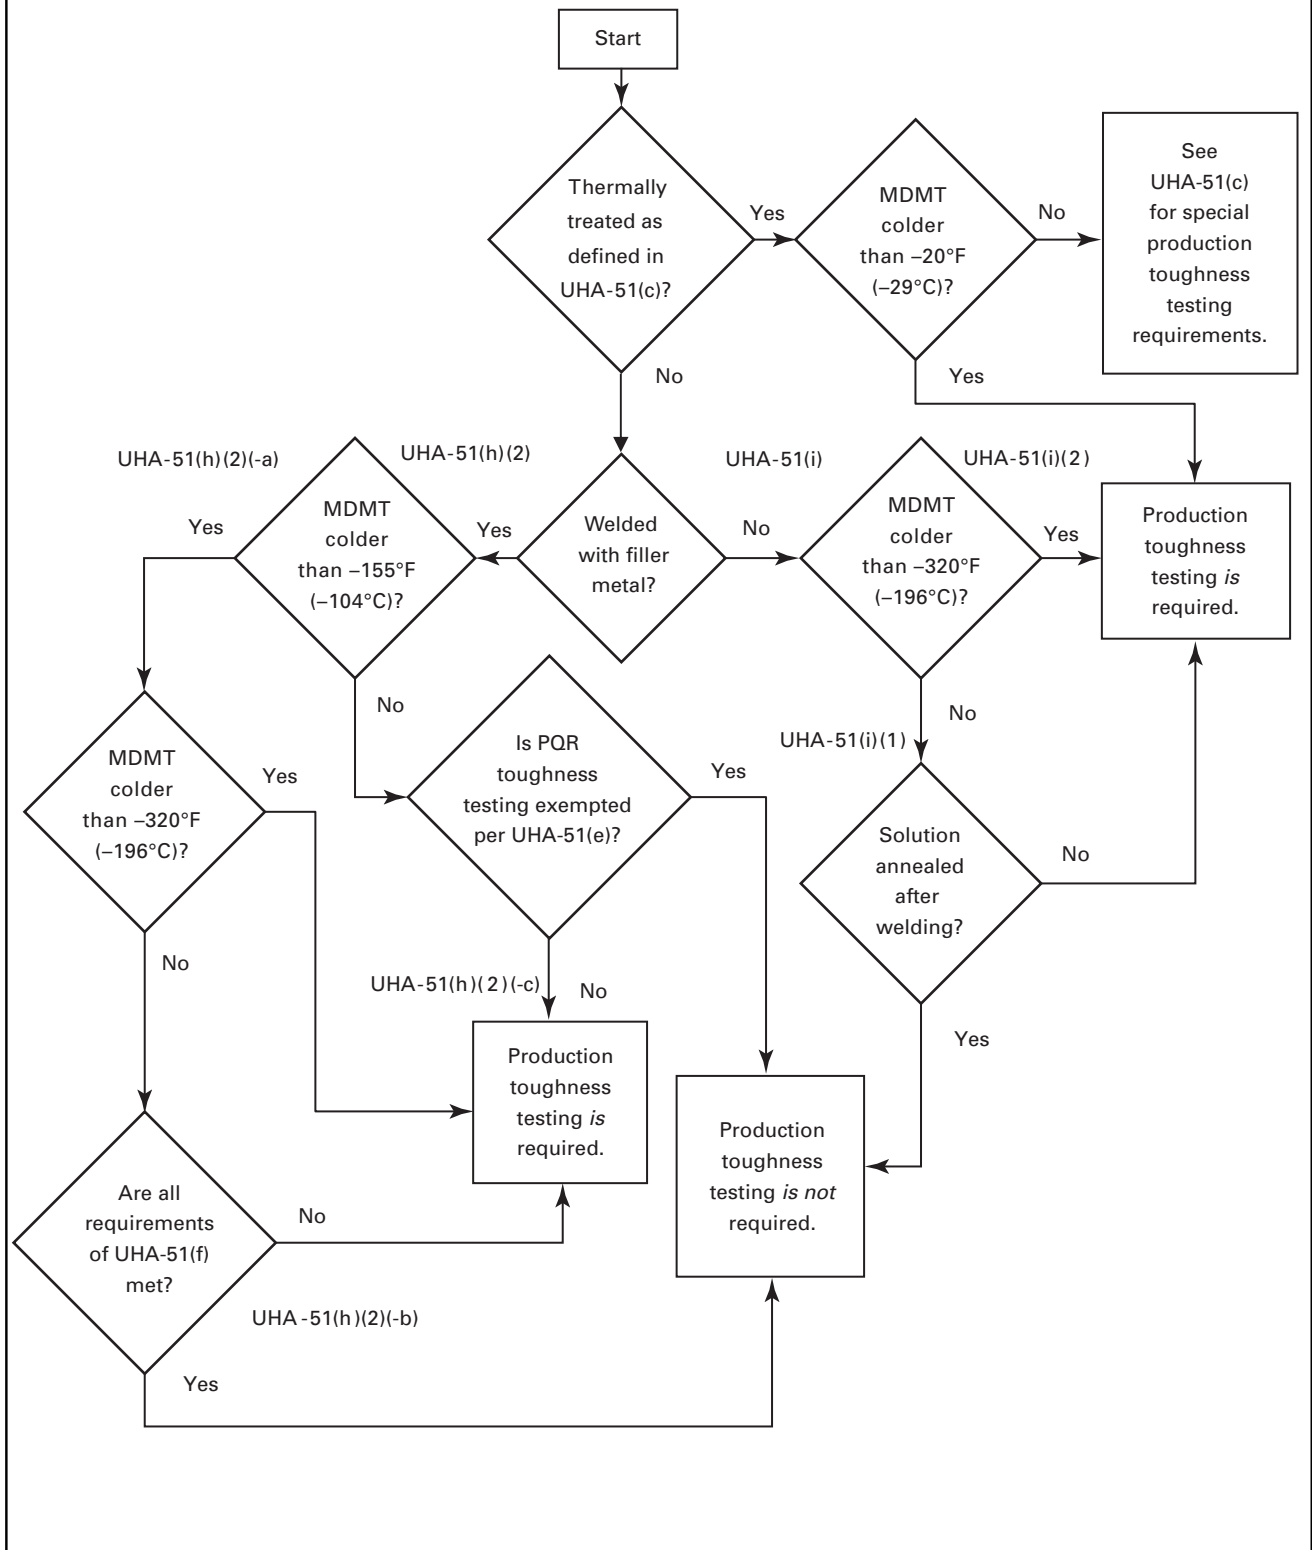 Start
Thermally
treated as
defined in
UHA-51(c)?
Yes
MDMT
colder
than –20°F
(–29°C)?
No
See
UHA-51(c)
for special
production
toughness
testing
requirements.
No
Yes
UHA-51(h)(2)(-a)
UHA-51(h)(2)
UHA-51(i)
UHA-51(i)(2)
Yes
MDMT
colder
than –155°F
(–104°C)?
Yes
Welded
with filler
metal?
No
MDMT
colder
than –320°F
(–196°C)?
Yes
Production
toughness
testing is
required.
No
No
UHA-51(i)(1)
MDMT
colder
than –320°F
(–196°C)?
Yes
Is PQR
toughness
testing exempted
per UHA-51(e)?
Yes
Solution
annealed
after
welding?
No
No
UHA-51(h)(2)(-c)
No
Yes
Production
toughness
testing is
required.
Production
toughness
testing is not
required.
Are all
requirements
of UHA-51(f)
met?
No
UHA-51(h)(2)(-b)
Yes